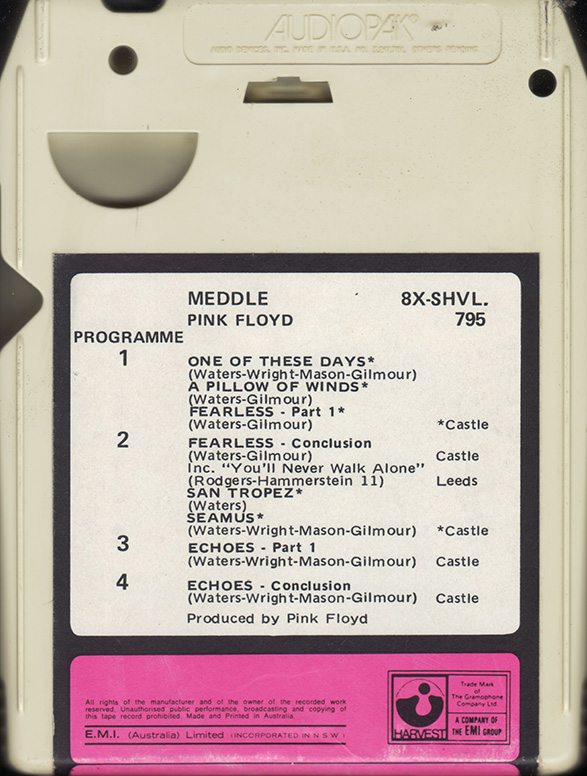 AUDIOPAK®
AUDIO DEVICES, INC. MADE IN U.S.A.
MEDDLE 8X-SHVL.
PINK FLOYD 795
PROGRAMME
1
ONE OF THESE DAYS*
(Waters-Wright-Mason-Gilmour)
A PILLOW OF WINDS*
(Waters-Gilmour)
FEARLESS - Part 1*
(Waters-Gilmour) *Castle
2 FEARLESS - Conclusion
(Waters-Gilmour) Castle
Inc. "You'll Never Walk Alone"
(Rodgers-Hammerstein 11) Leeds
SAN TROPEZ*
(Waters)
SEAMUS*
(Waters-Wright-Mason-Gilmour) *Castle
3 ECHOES - Part 1
(Waters-Wright-Mason-Gilmour) Castle
4 ECHOES - Conclusion
(Waters-Wright-Mason-Gilmour) Castle
Produced by Pink Floyd
All rights of the manufacturer and of the owner of the recorded work
reserved. Unauthorised public performance, broadcasting and copying of
this tape record prohibited. Made and Printed in Australia.
E.M.I. (Australia) Limited (INCORPORATED IN N S W )
HARVEST
Trade Mark
of
The Gramophone
Company Ltd.
A COMPANY OF
THE EMI GROUP